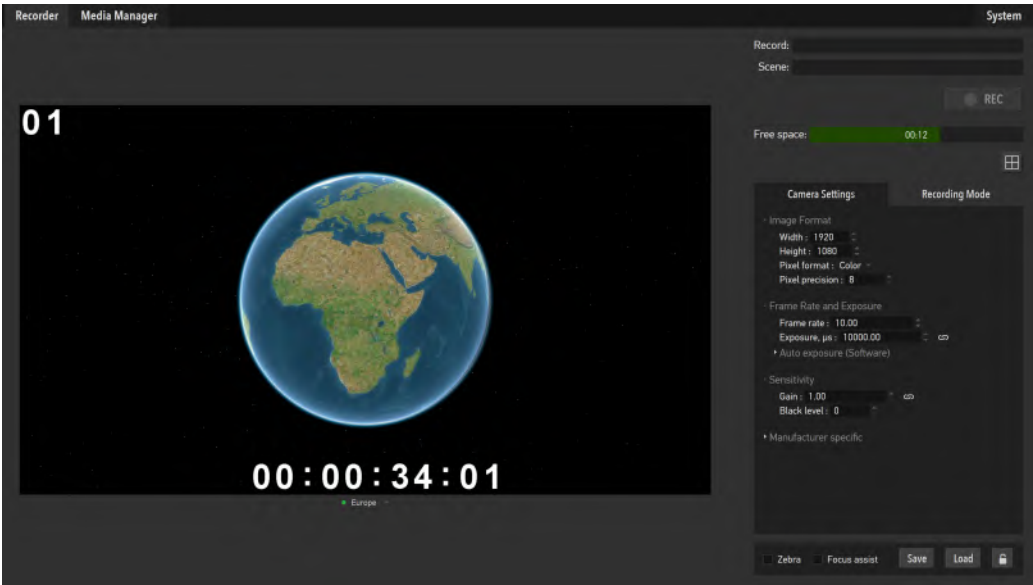 Recorder Media Manager System
Record:
Scene:
REC
01
Free space: 00:12
Camera Settings Recording Mode
Image Format
Width : 1920
Height : 1080
Pixel format : Color
Pixel precision : 8
Frame Rate and Exposure
Frame rate : 10.00
Exposure, µs : 10000.00
Auto exposure (Software)
Sensitivity
Gain : 1.00
Black level : 0
Manufacturer specific
00:00:34:01
Europe
Zebra Focus assist Save Load